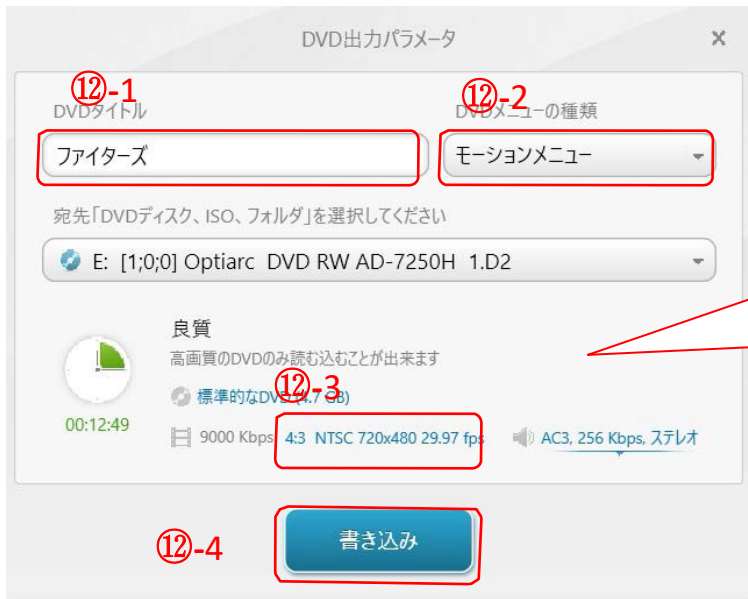 DVD出力パラメータ ×
⑫-1 ⑫-2
DVDタイトル DVDメニューの種類
ファイターズ モーションメニュー
宛先「DVDディスク、ISO、フォルダ」を選択してください
E: [1;0;0] Optiarc DVD RW AD-7250H 1.D2
良質
高画質のDVDのみ読む込むことが出来ます
⑫-3
標準的なDVD (4.7 GB)
00:12:49 9000 Kbps 4:3 NTSC 720x480 29.97 fps AC3, 256 Kbps, ステレオ
⑫-4 書き込み